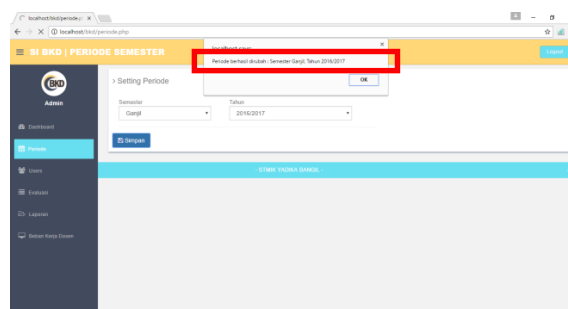 localhost/bkd/periode.p
localhost/bkd/periode.php
SI BKD | PERIODE SEMESTER
Logout
localhost says:
Periode berhasil dirubah : Semester Ganjil, Tahun 2016/2017
OK
BKD
Admin
Dashboard
Periode
Users
Evaluasi
Laporan
Beban Kerja Dosen
> Setting Periode
Semester
Tahun
Ganjil
2016/2017
Simpan
- STMIK YADIKA BANGIL -